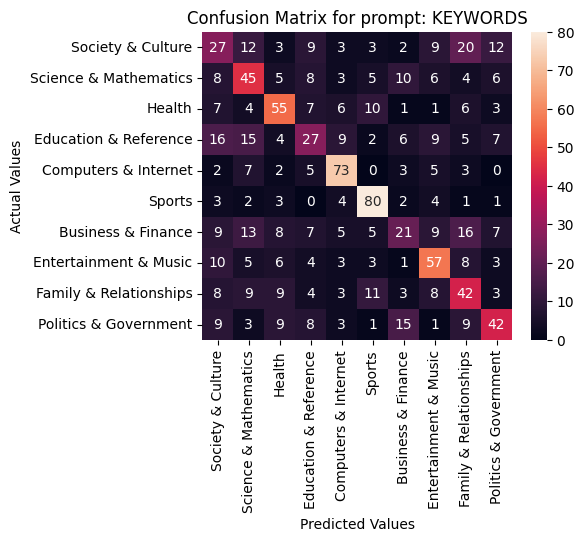 Confusion Matrix for prompt: KEYWORDS
Society & Culture 27 12 3 9 3 3 2 9 20 12
Science & Mathematics 8 45 5 8 3 5 10 6 4 6
Health 7 4 55 7 6 10 1 1 6 3
Education & Reference 16 15 4 27 9 2 6 9 5 7
Computers & Internet 2 7 2 5 73 0 3 5 3 0
Sports 3 2 3 0 4 80 2 4 1 1
Business & Finance 9 13 8 7 5 5 21 9 16 7
Entertainment & Music 10 5 6 4 3 3 1 57 8 3
Family & Relationships 8 9 9 4 3 11 3 8 42 3
Politics & Government 9 3 9 8 3 1 15 1 9 42
Actual Values
Society & Culture
Science & Mathematics
Health
Education & Reference
Computers & Internet
Sports
Business & Finance
Entertainment & Music
Family & Relationships
Politics & Government
Predicted Values
80
70
60
50
40
30
20
10
0